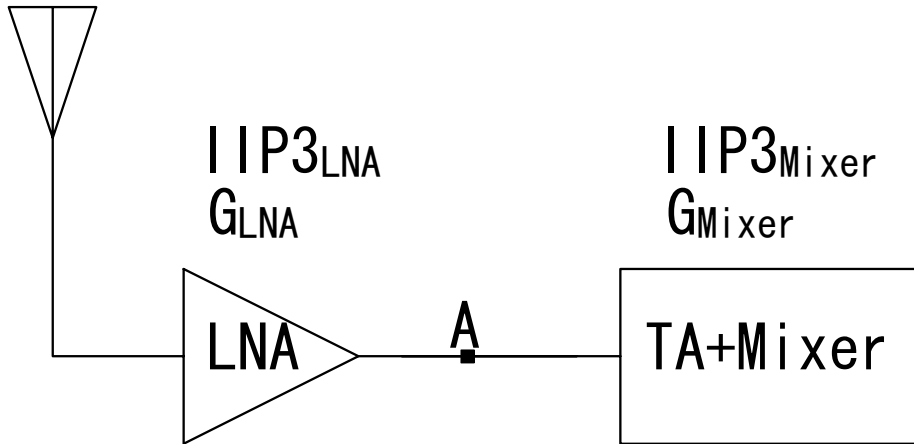 IIP3LNA
GLNA
IIP3Mixer
GMixer
LNA
A
TA+Mixer